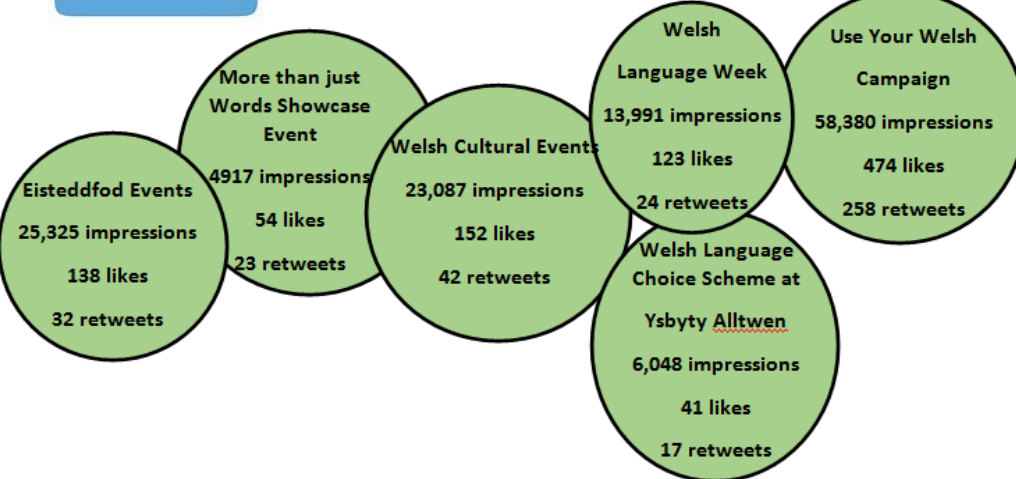 Eisteddfod Events
25,325 impressions
138 likes
32 retweets
More than just
Words Showcase
Event
4917 impressions
54 likes
23 retweets
Welsh Cultural Events
23,087 impressions
152 likes
42 retweets
Welsh
Language Week
13,991 impressions
123 likes
24 retweets
Welsh Language
Choice Scheme at
Ysbyty Alltwen
6,048 impressions
41 likes
17 retweets
Use Your Welsh
Campaign
58,380 impressions
474 likes
258 retweets